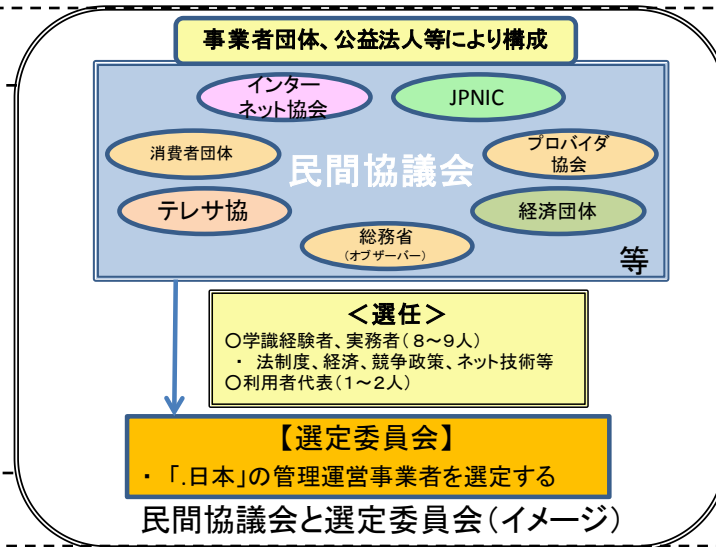 事業者団体、公益法人等により構成
インター
ネット協会
JPNIC
消費者団体
民間協議会
プロバイダ
協会
テレサ協
経済団体
総務省
(オブザーバー)
等
＜選任＞
○学識経験者、実務者(８～９人)
・ 法制度、経済、競争政策、ネット技術等
○利用者代表(１～２人)
【選定委員会】
・ 「.日本」の管理運営事業者を選定する
民間協議会と選定委員会(イメージ)